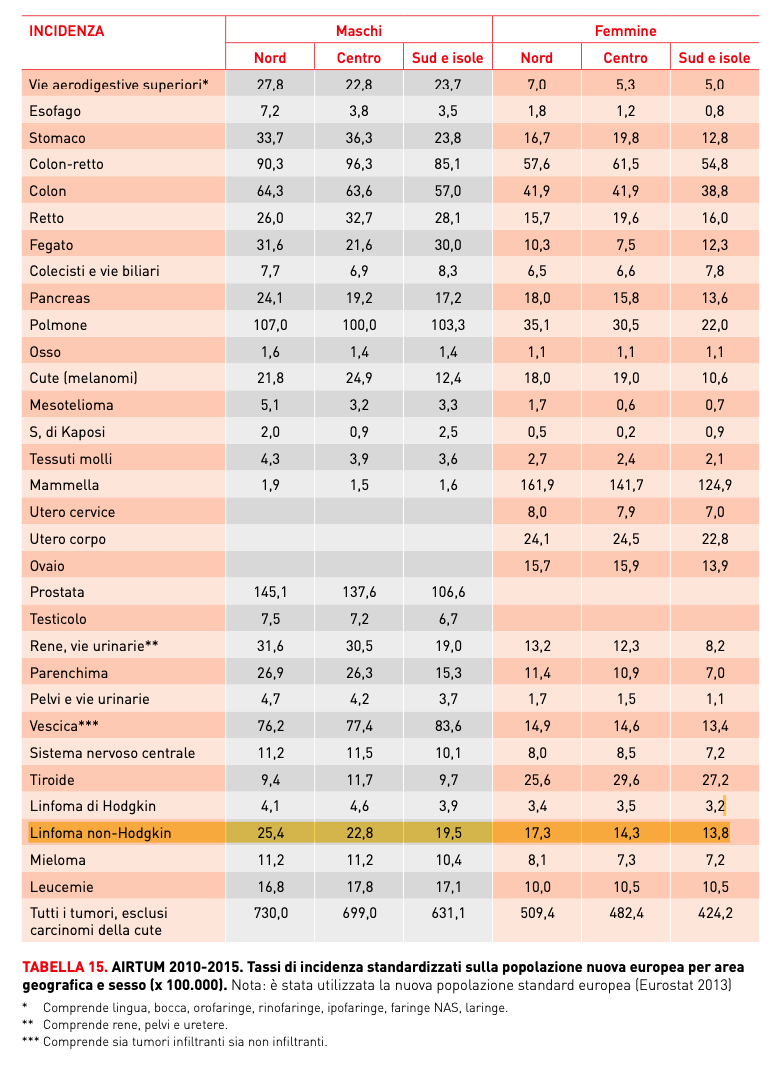 INCIDENZA Maschi Femmine
Nord Centro Sud e isole Nord Centro Sud e isole
Vie aerodigestive superiori* 27,8 22,8 23,7 7,0 5,3 5,0
Esofago 7,2 3,8 3,5 1,8 1,2 0,8
Stomaco 33,7 36,3 23,8 16,7 19,8 12,8
Colon-retto 90,3 96,3 85,1 57,6 61,5 54,8
Colon 64,3 63,6 57,0 41,9 41,9 38,8
Retto 26,0 32,7 28,1 15,7 19,6 16,0
Fegato 31,6 21,6 30,0 10,3 7,5 12,3
Colecisti e vie biliari 7,7 6,9 8,3 6,5 6,6 7,8
Pancreas 24,1 19,2 17,2 18,0 15,8 13,6
Polmone 107,0 100,0 103,3 35,1 30,5 22,0
Osso 1,6 1,4 1,4 1,1 1,1 1,1
Cute (melanomi) 21,8 24,9 12,4 18,0 19,0 10,6
Mesotelioma 5,1 3,2 3,3 1,7 0,6 0,7
S, di Kaposi 2,0 0,9 2,5 0,5 0,2 0,9
Tessuti molli 4,3 3,9 3,6 2,7 2,4 2,1
Mammella 1,9 1,5 1,6 161,9 141,7 124,9
Utero cervice 8,0 7,9 7,0
Utero corpo 24,1 24,5 22,8
Ovaio 15,7 15,9 13,9
Prostata 145,1 137,6 106,6
Testicolo 7,5 7,2 6,7
Rene, vie urinarie** 31,6 30,5 19,0 13,2 12,3 8,2
Parenchima 26,9 26,3 15,3 11,4 10,9 7,0
Pelvi e vie urinarie 4,7 4,2 3,7 1,7 1,5 1,1
Vescica*** 76,2 77,4 83,6 14,9 14,6 13,4
Sistema nervoso centrale 11,2 11,5 10,1 8,0 8,5 7,2
Tiroide 9,4 11,7 9,7 25,6 29,6 27,2
Linfoma di Hodgkin 4,1 4,6 3,9 3,4 3,5 3,2
Linfoma non-Hodgkin 25,4 22,8 19,5 17,3 14,3 13,8
Mieloma 11,2 11,2 10,4 8,1 7,3 7,2
Leucemie 16,8 17,8 17,1 10,0 10,5 10,5
Tutti i tumori, esclusi 730,0 699,0 631,1 509,4 482,4 424,2
carcinomi della cute
TABELLA 15. AIRTUM 2010-2015. Tassi di incidenza standardizzati sulla popolazione nuova europea per area
geografica e sesso (x 100.000). Nota: è stata utilizzata la nuova popolazione standard europea (Eurostat 2013)
* Comprende lingua, bocca, orofaringe, rinofaringe, ipofaringe, faringe NAS, laringe.
** Comprende rene, pelvi e uretere.
*** Comprende sia tumori infiltranti sia non infiltranti.